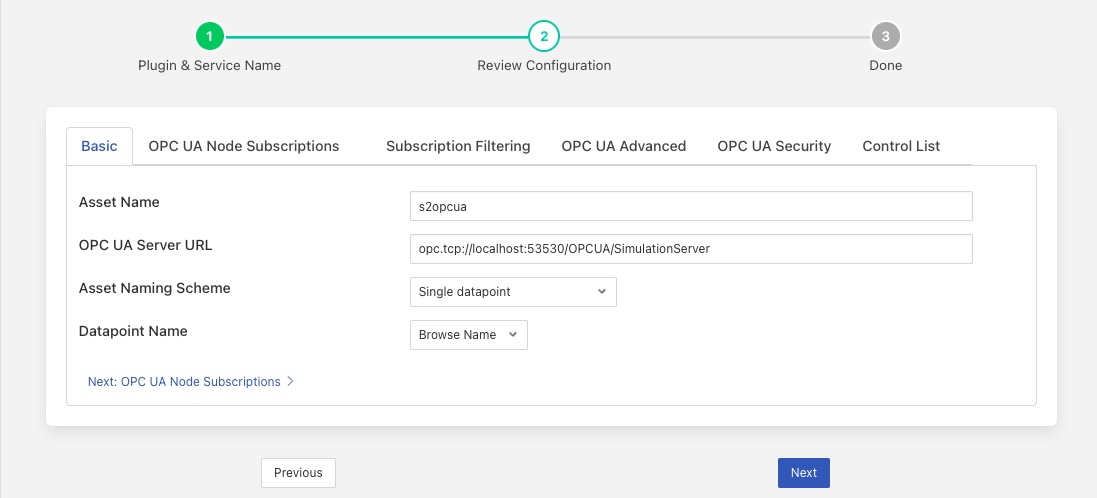 1 2 3
Plugin & Service Name Review Configuration Done
Basic OPC UA Node Subscriptions Subscription Filtering OPC UA Advanced OPC UA Security Control List
Asset Name s2opcua
OPC UA Server URL opc.tcp://localhost:53530/OPCUA/SimulationServer
Asset Naming Scheme Single datapoint
Datapoint Name Browse Name
Next: OPC UA Node Subscriptions
Previous Next